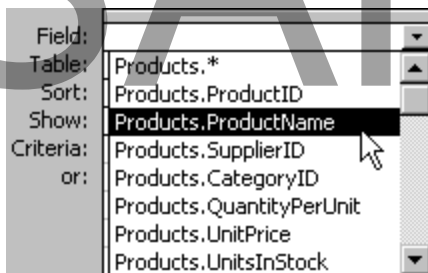 Field:
Table: Products.*
Sort: Products.ProductID
Show: Products.ProductName
Criteria: Products.SupplierID
or: Products.CategoryID
Products.QuantityPerUnit
Products.UnitPrice
Products.UnitsInStock